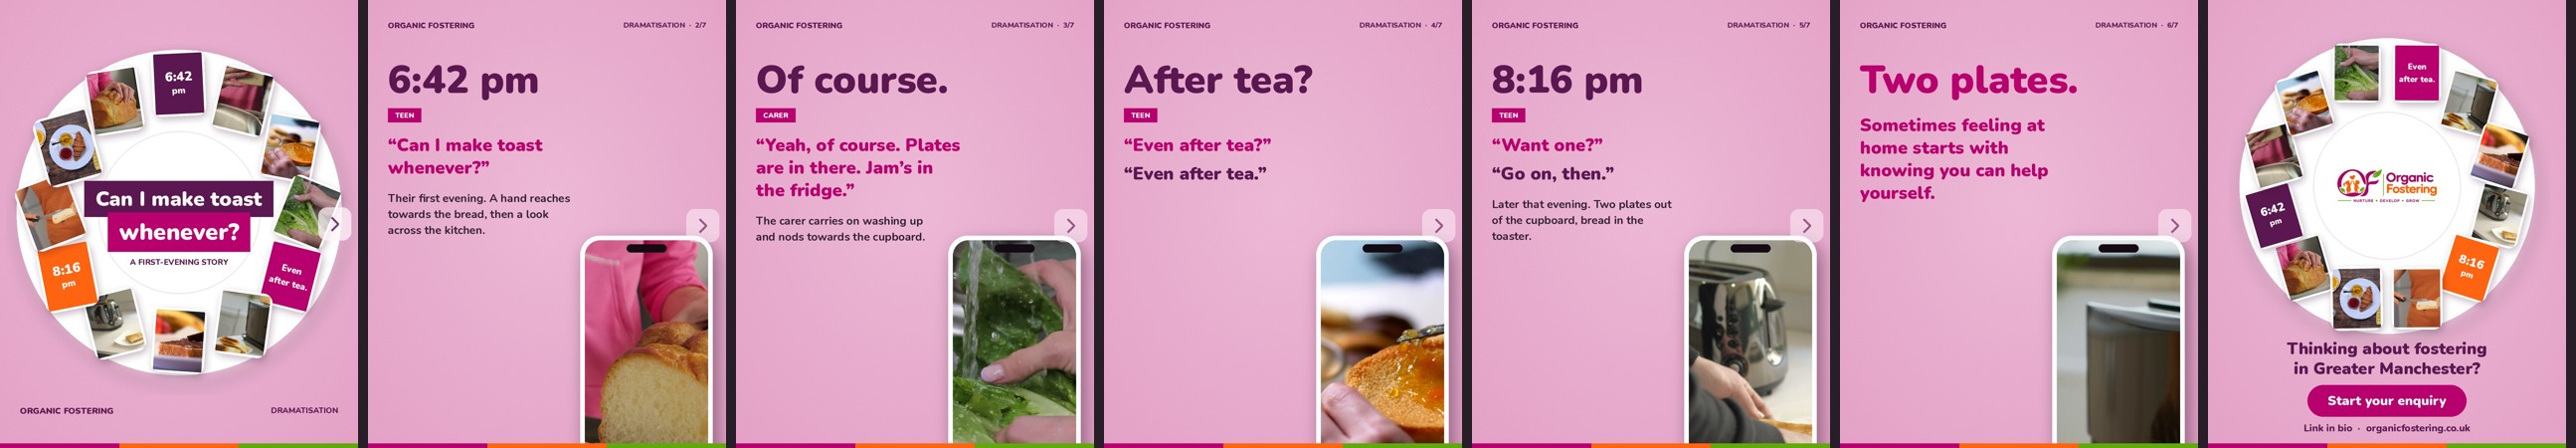 6:42
pm
Can I make toast
whenever?
A FIRST-EVENING STORY
8:16
pm
Even
after tea.
ORGANIC FOSTERING
DRAMATISATION
ORGANIC FOSTERING
DRAMATISATION · 2/7
6:42 pm
TEEN
“Can I make toast
whenever?”
Their first evening. A hand reaches
towards the bread, then a look
across the kitchen.
ORGANIC FOSTERING
DRAMATISATION · 3/7
Of course.
CARER
“Yeah, of course. Plates
are in there. Jam’s in
the fridge.”
The carer carries on washing up
and nods towards the cupboard.
ORGANIC FOSTERING
DRAMATISATION · 4/7
After tea?
TEEN
“Even after tea?”
“Even after tea.”
ORGANIC FOSTERING
DRAMATISATION · 5/7
8:16 pm
TEEN
“Want one?”
“Go on, then.”
Later that evening. Two plates out
of the cupboard, bread in the
toaster.
ORGANIC FOSTERING
DRAMATISATION · 6/7
Two plates.
Sometimes feeling at
home starts with
knowing you can help
yourself.
Even
after tea.
6:42
pm
OF Organic
Fostering
NURTURE • DEVELOP • GROW
8:16
pm
Thinking about fostering
in Greater Manchester?
Start your enquiry
Link in bio · organicfostering.co.uk